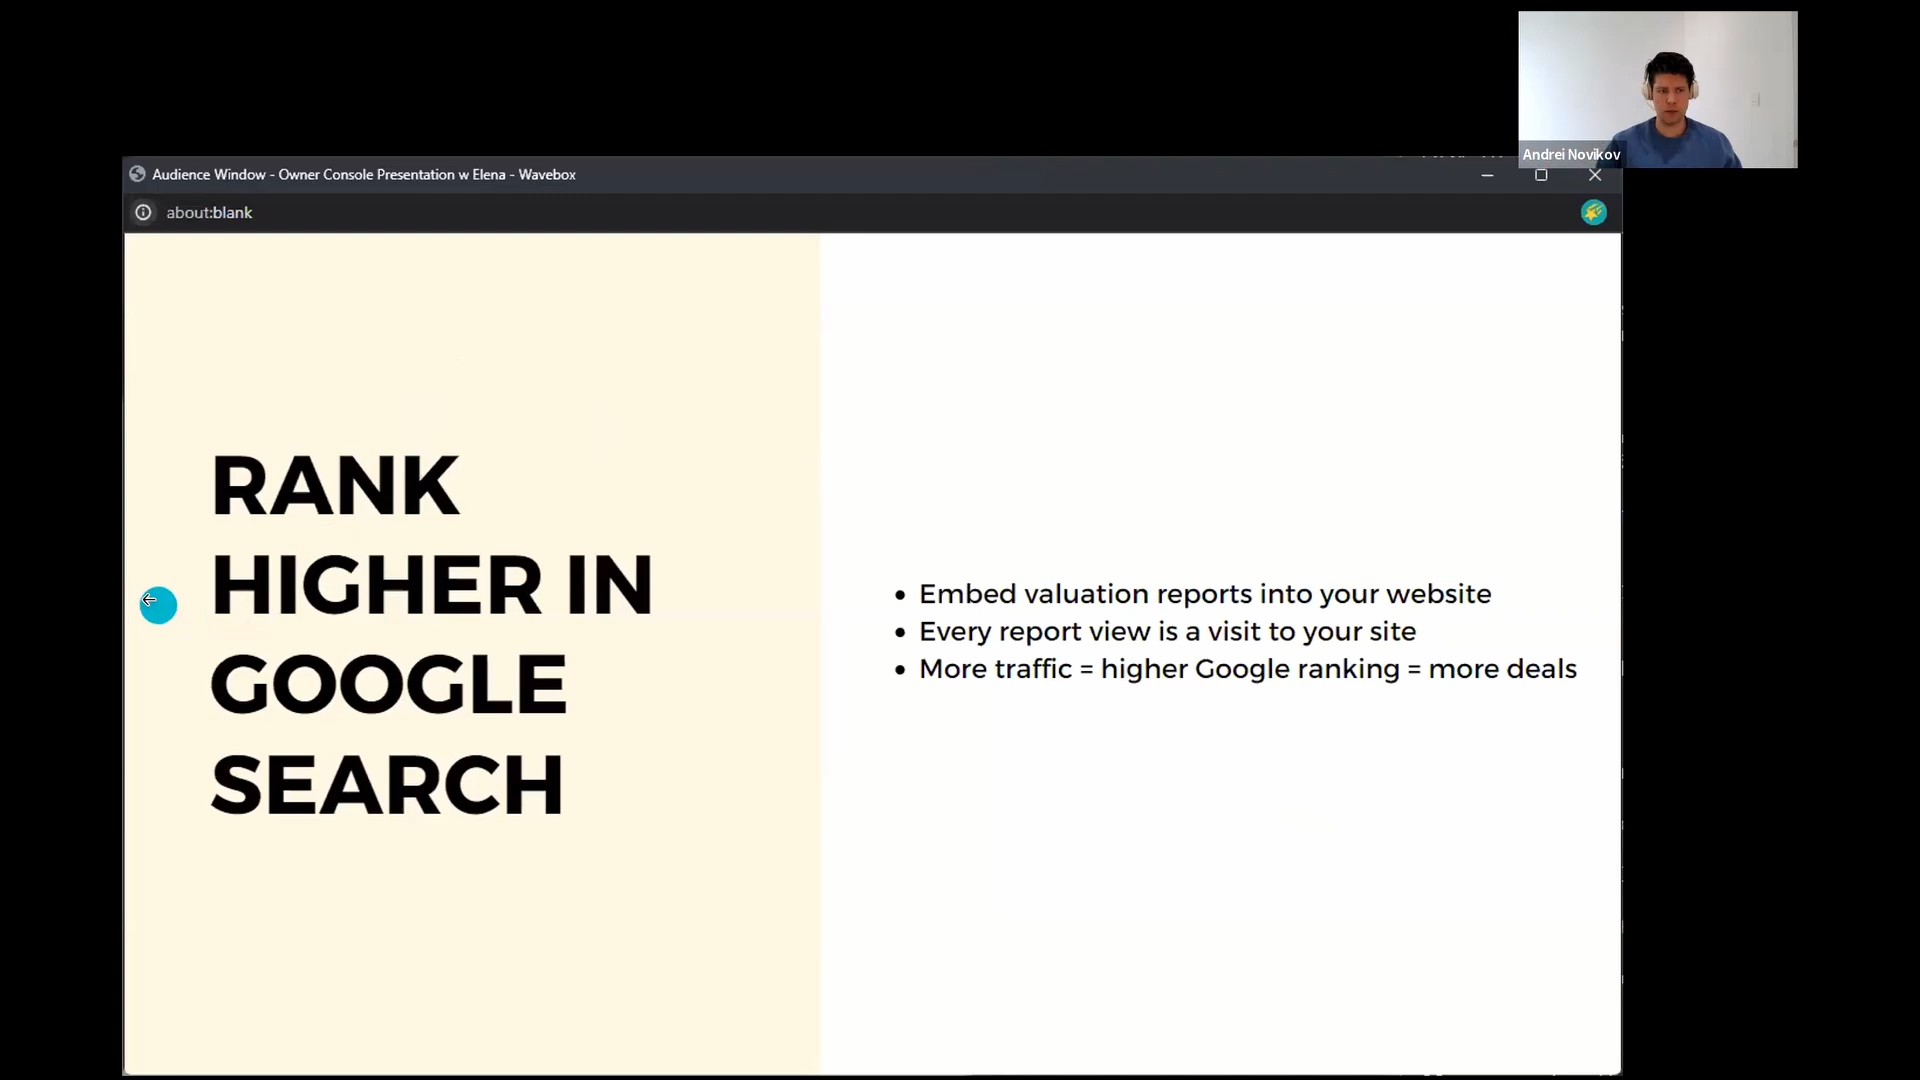 Andrei Novikov
Audience Window - Owner Console Presentation w Elena - Wavebox
about:blank
RANK
HIGHER IN
GOOGLE
SEARCH
• Embed valuation reports into your website
• Every report view is a visit to your site
• More traffic = higher Google ranking = more deals